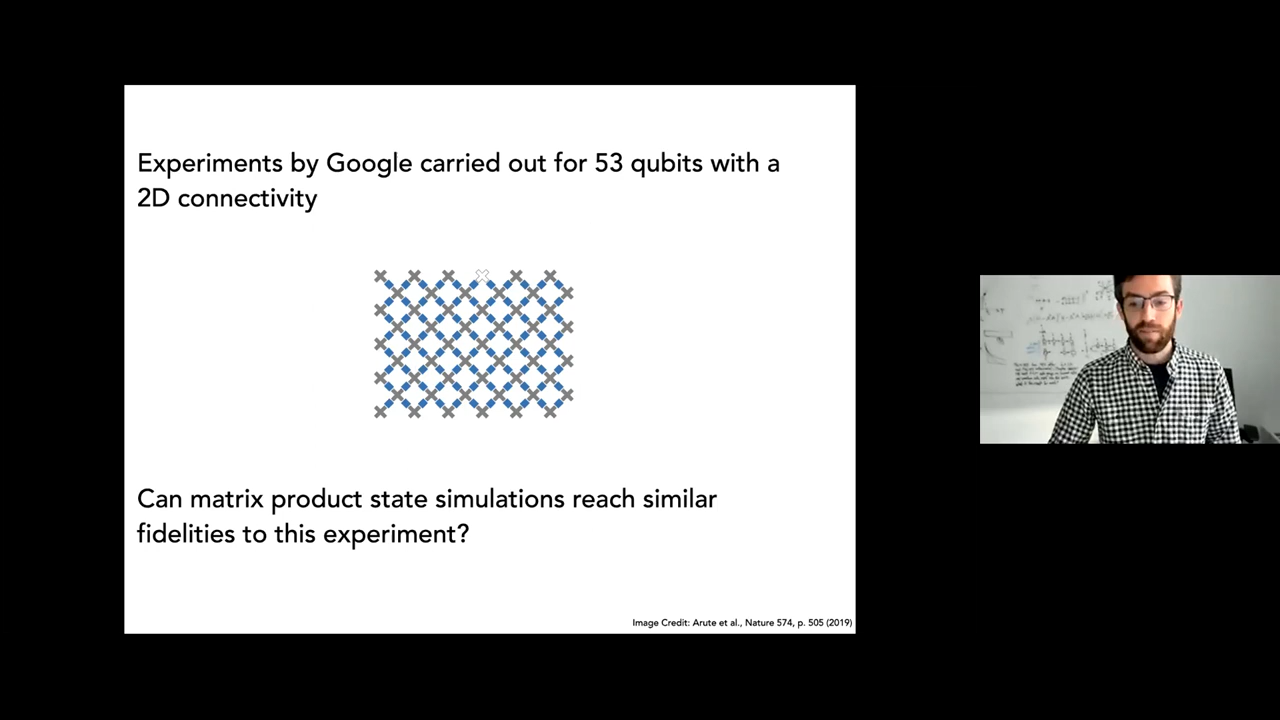 Experiments by Google carried out for 53 qubits with a
2D connectivity
Can matrix product state simulations reach similar
fidelities to this experiment?
Image Credit: Arute et al., Nature 574, p. 505 (2019)